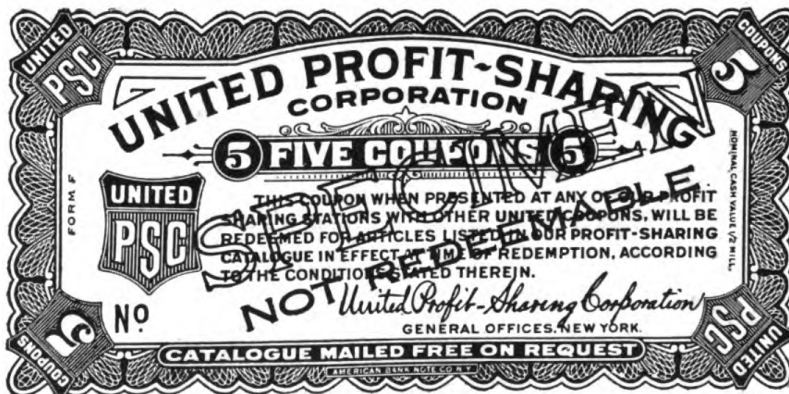 UNITED
PSC
COUPONS
5
UNITED PROFIT-SHARING
CORPORATION
5 FIVE COUPONS 5
SPECIMEN
NOT REDEEMABLE
FORM F
NOMINAL CASH VALUE 1/2 MILL.
UNITED
PSC
THIS COUPON WHEN PRESENTED AT ANY OF OUR PROFIT
SHARING STATIONS WITH OTHER UNITED COUPONS, WILL BE
REDEEMED FOR ARTICLES LISTED IN OUR PROFIT-SHARING
CATALOGUE IN EFFECT AT TIME OF REDEMPTION, ACCORDING
TO THE CONDITIONS STATED THEREIN.
Nº
United Profit-Sharing Corporation
GENERAL OFFICES. NEW YORK.
5
COUPONS
PSC
UNITED
CATALOGUE MAILED FREE ON REQUEST
AMERICAN BANK NOTE CO. N.Y.